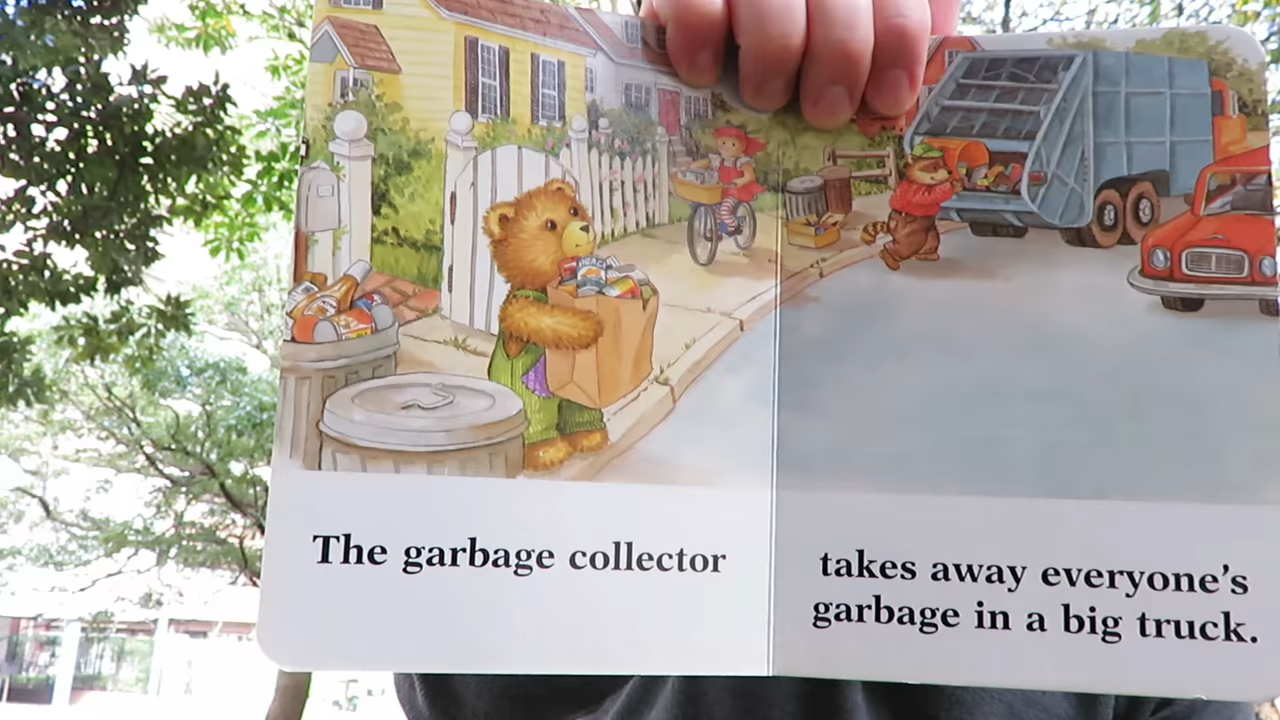 The garbage collector
takes away everyone's
garbage in a big truck.